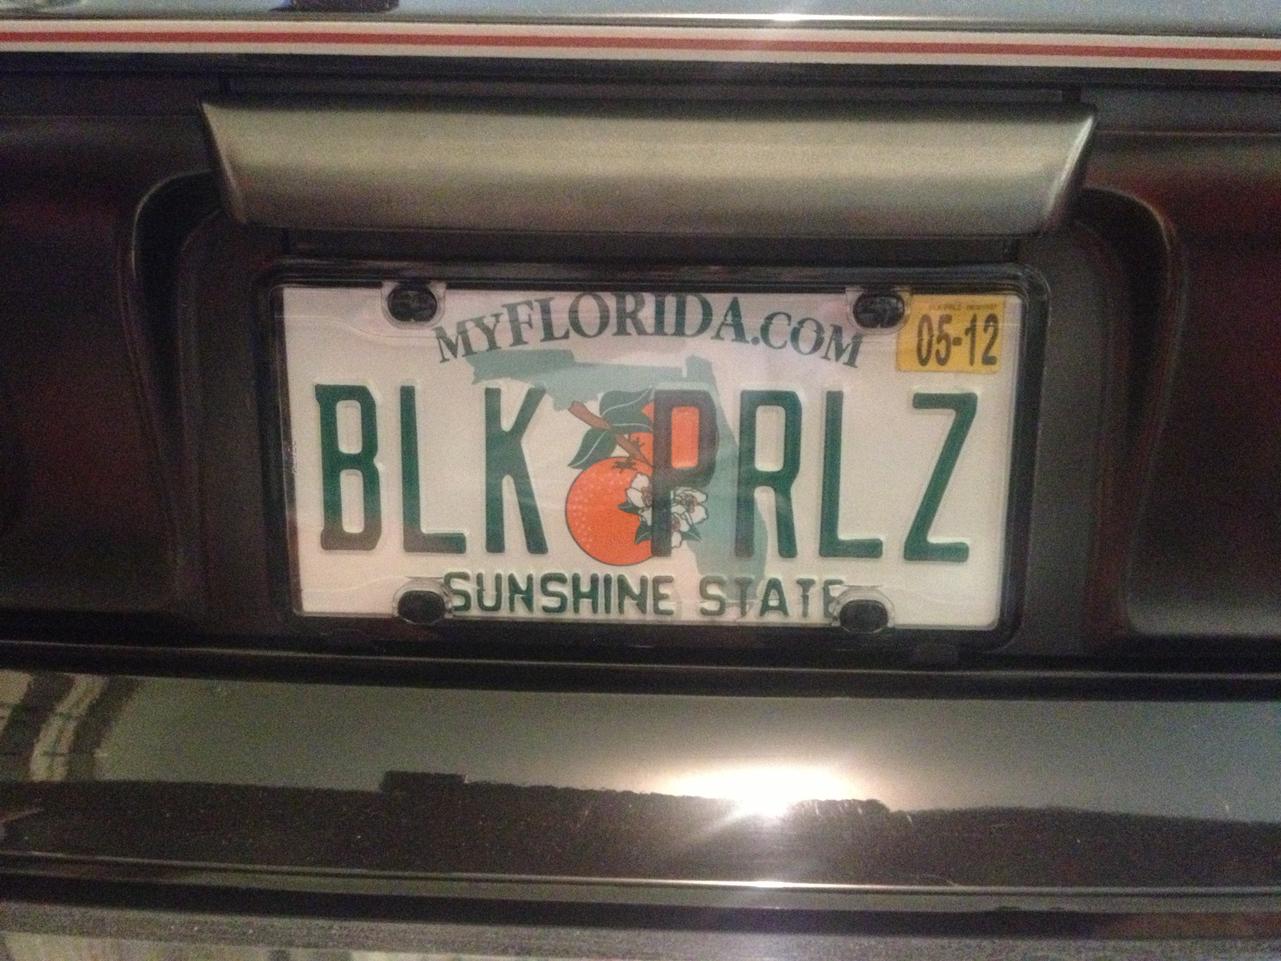 MYFLORIDA.COM
05-12
BLK PRLZ
SUNSHINE STATE